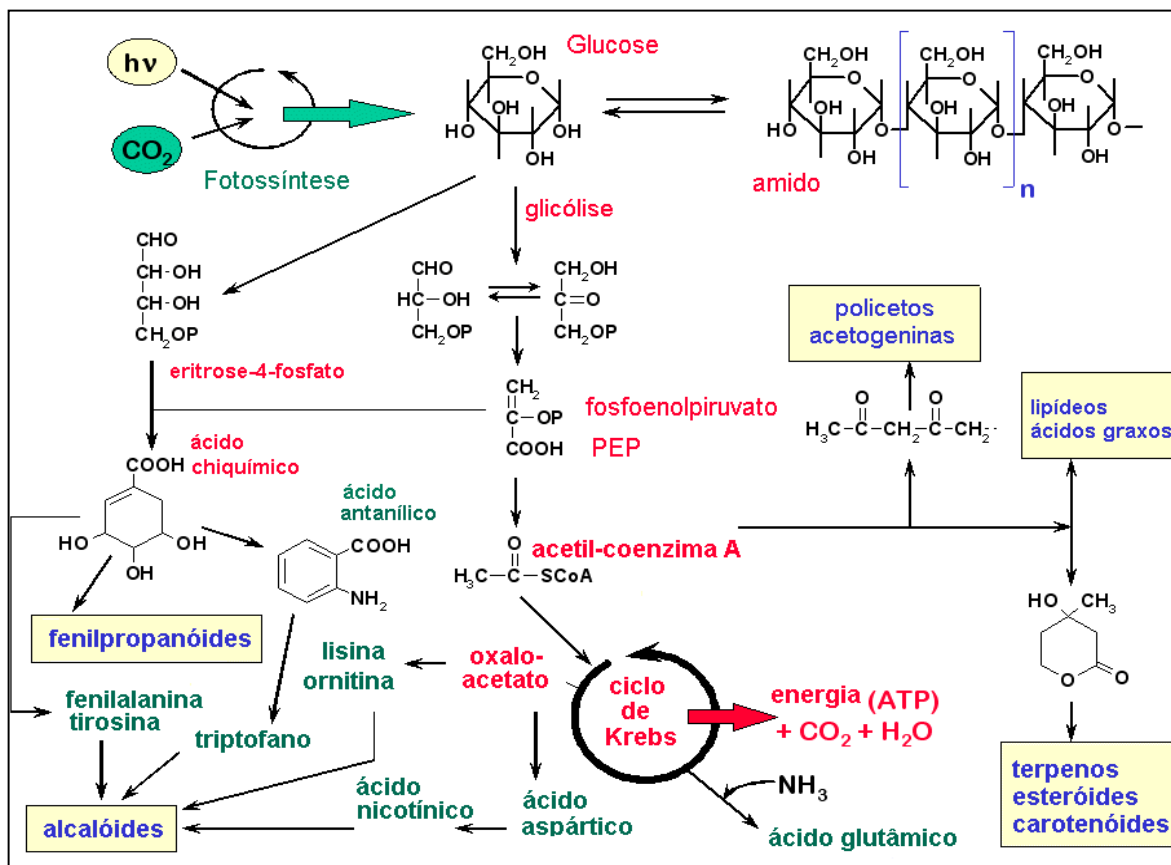 hν
CO₂
Fotossíntese
Glucose
CH₂OH
O
OH
HO
OH
OH
CH₂OH
O
OH
HO
OH
O
CH₂OH
O
OH
OH
O
CH₂OH
O
OH
OH
O
n
amido
glicólise
CHO
CH-OH
CH-OH
CH₂OP
eritrose-4-fosfato
CHO
HC-OH
CH₂OP
CH₂OH
C=O
CH₂OP
CH₂
C-OP
COOH
fosfoenolpiruvato
PEP
policetos
acetogeninas
O O
H₃C-C-CH₂-C-CH₂--
lipídeos
ácidos graxos
ácido
chiquímico
COOH
HO
OH
OH
ácido
antanílico
COOH
NH₂
O
H₃C-C-SCoA
acetil-coenzima A
HO CH₃
O
O
fenilpropanóides
lisina
ornitina
oxalo-
acetato
ciclo
de
Krebs
energia (ATP)
+ CO₂ + H₂O
fenilalanina
tirosina
triptofano
NH₃
ácido
nicotínico
ácido
aspártico
ácido glutâmico
alcalóides
terpenos
esteróides
carotenóides